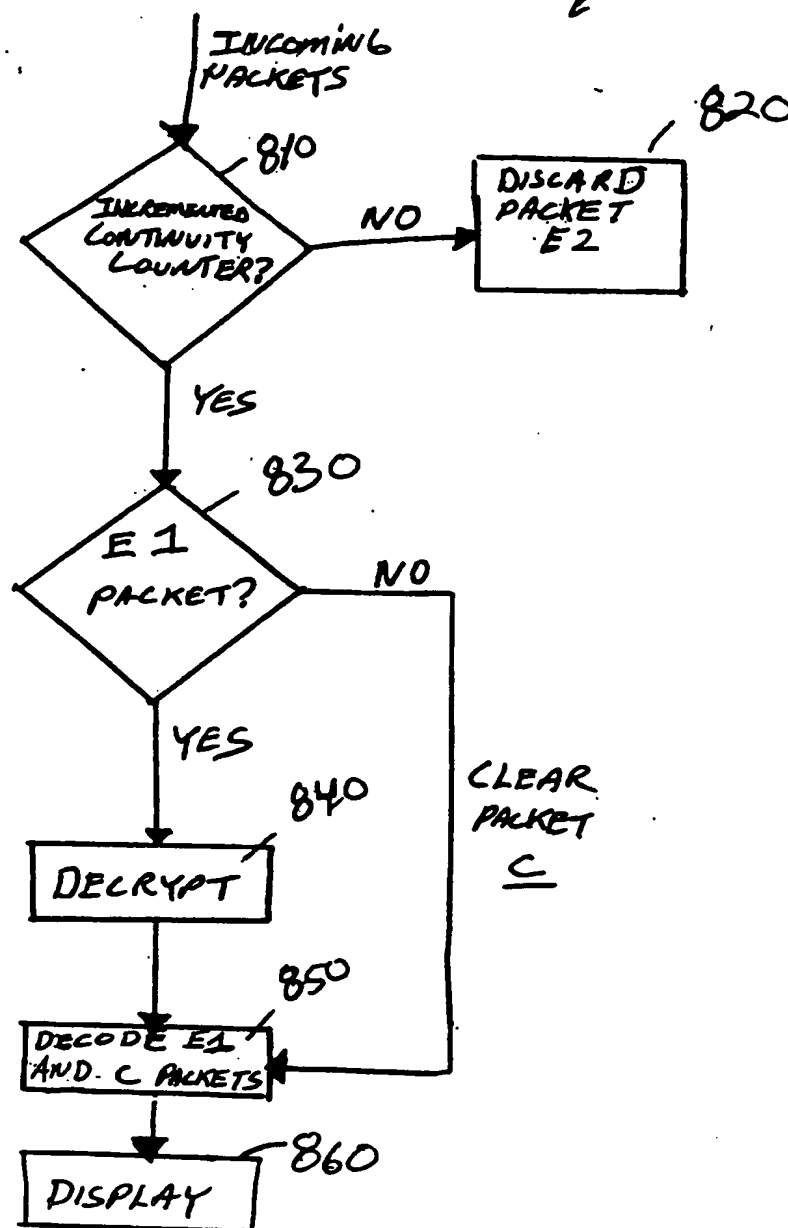 INCOMING
PACKETS
810
820
INCREMENTED
CONTINUITY
COUNTER?
NO
DISCARD
PACKET
E2
YES
830
E1
PACKET?
NO
YES
CLEAR
PACKET
C
840
DECRYPT
850
DECODE E1
AND C PACKETS
860
DISPLAY